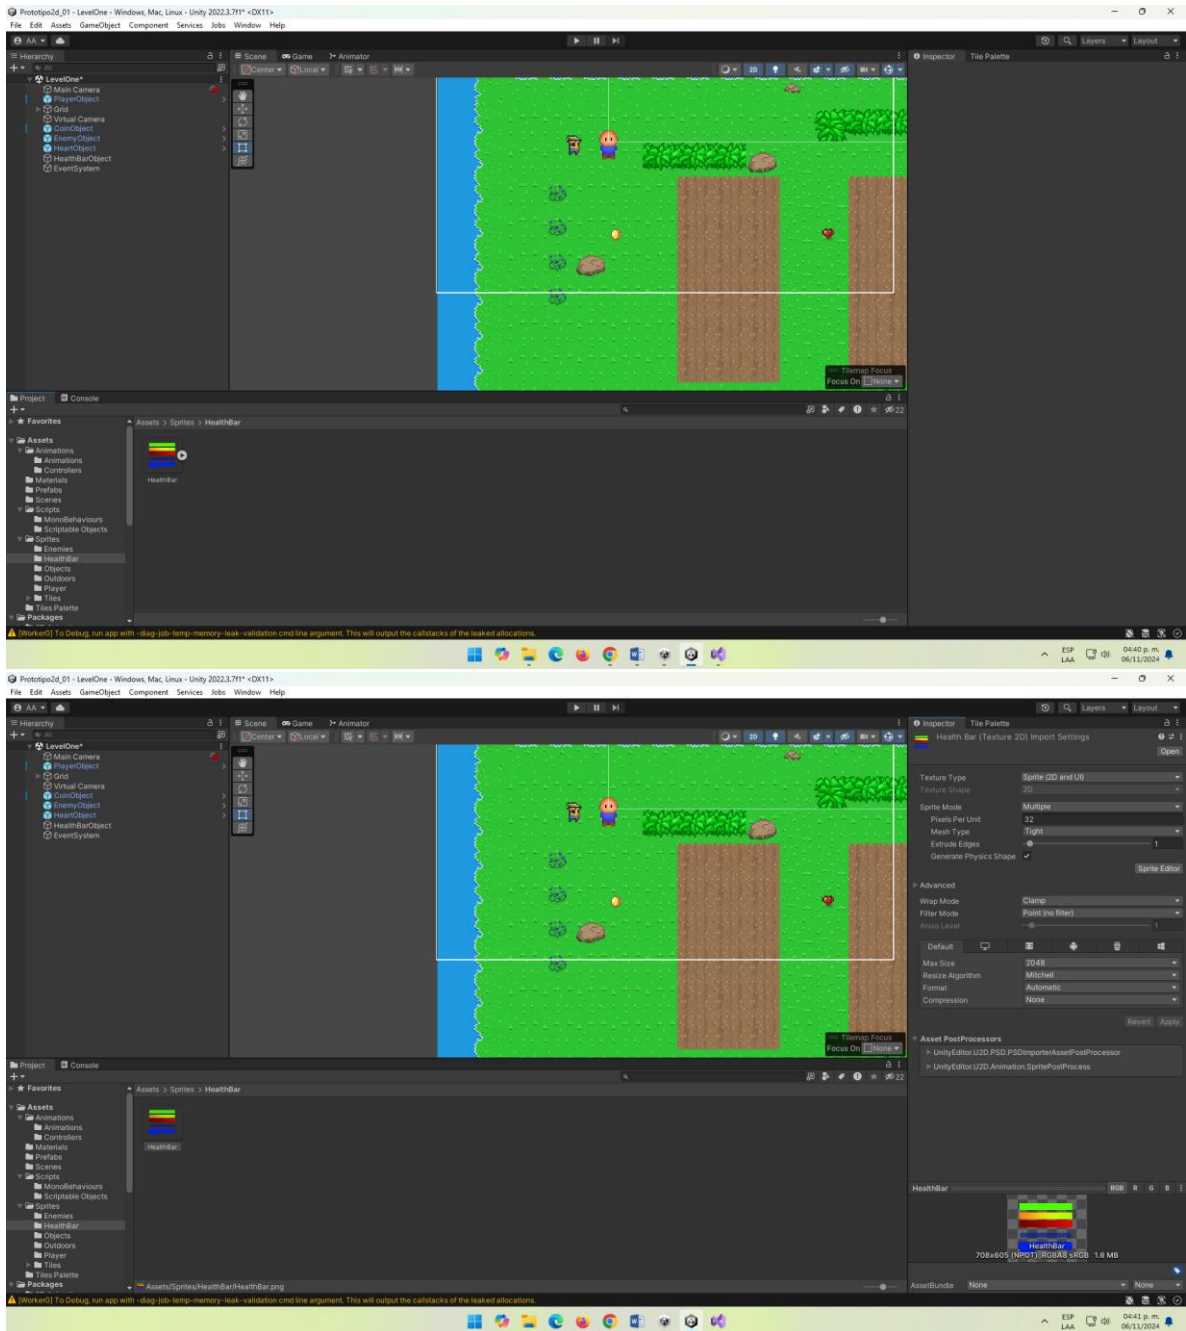 Prototipo2d_01 - LevelOne - Windows, Mac, Linux - Unity 2022.3.7f1* <DX11>
File Edit Assets GameObject Component Services Jobs Window Help
AA Layers Layout
Hierarchy Scene Game Animator Inspector Tile Palette
All Center Local 2D
LevelOne*
Main Camera
PlayerObject
Grid
Virtual Camera
CoinObject
EnemyObject
HeartObject
HealthBarObject
EventSystem
Tilemap Focus
Focus On None
Project Console
22
Favorites Assets > Sprites > HealthBar
Assets
Animations
Animations
Controllers
Materials
Prefabs
Scenes
Scripts
MonoBehaviours
Scriptable Objects
Sprites
Enemies
HealthBar
Objects
Outdoors
Player
Tiles
Tiles Palette
Packages
HealthBar
[Worker0] To Debug, run app with -diag-job-temp-memory-leak-validation cmd line argument. This will output the callstacks of the leaked allocations.
ESP
LAA
04:40 p. m.
06/11/2024
Prototipo2d_01 - LevelOne - Windows, Mac, Linux - Unity 2022.3.7f1* <DX11>
File Edit Assets GameObject Component Services Jobs Window Help
AA Layers Layout
Hierarchy Scene Game Animator Inspector Tile Palette
All Center Local 2D
LevelOne*
Main Camera
PlayerObject
Grid
Virtual Camera
CoinObject
EnemyObject
HeartObject
HealthBarObject
EventSystem
Tilemap Focus
Focus On None
Health Bar (Texture 2D) Import Settings
Open
Texture Type Sprite (2D and UI)
Texture Shape 2D
Sprite Mode Multiple
Pixels Per Unit 32
Mesh Type Tight
Extrude Edges 1
Generate Physics Shape
Sprite Editor
Advanced
Wrap Mode Clamp
Filter Mode Point (no filter)
Aniso Level 1
Default
Max Size 2048
Resize Algorithm Mitchell
Format Automatic
Compression None
Revert Apply
Asset PostProcessors
UnityEditor.U2D.PSD.PSDImporterAssetPostProcessor
UnityEditor.U2D.Animation.SpritePostProcess
Project Console
22
Favorites Assets > Sprites > HealthBar
Assets
Animations
Animations
Controllers
Materials
Prefabs
Scenes
Scripts
MonoBehaviours
Scriptable Objects
Sprites
Enemies
HealthBar
Objects
Outdoors
Player
Tiles
Tiles Palette
Packages
HealthBar
Assets/Sprites/HealthBar/HealthBar.png
HealthBar RGB R G B
HealthBar
708x605 (NPOT) RGBA8 sRGB 1.6 MB
AssetBundle None None
[Worker0] To Debug, run app with -diag-job-temp-memory-leak-validation cmd line argument. This will output the callstacks of the leaked allocations.
ESP
LAA
04:41 p. m.
06/11/2024